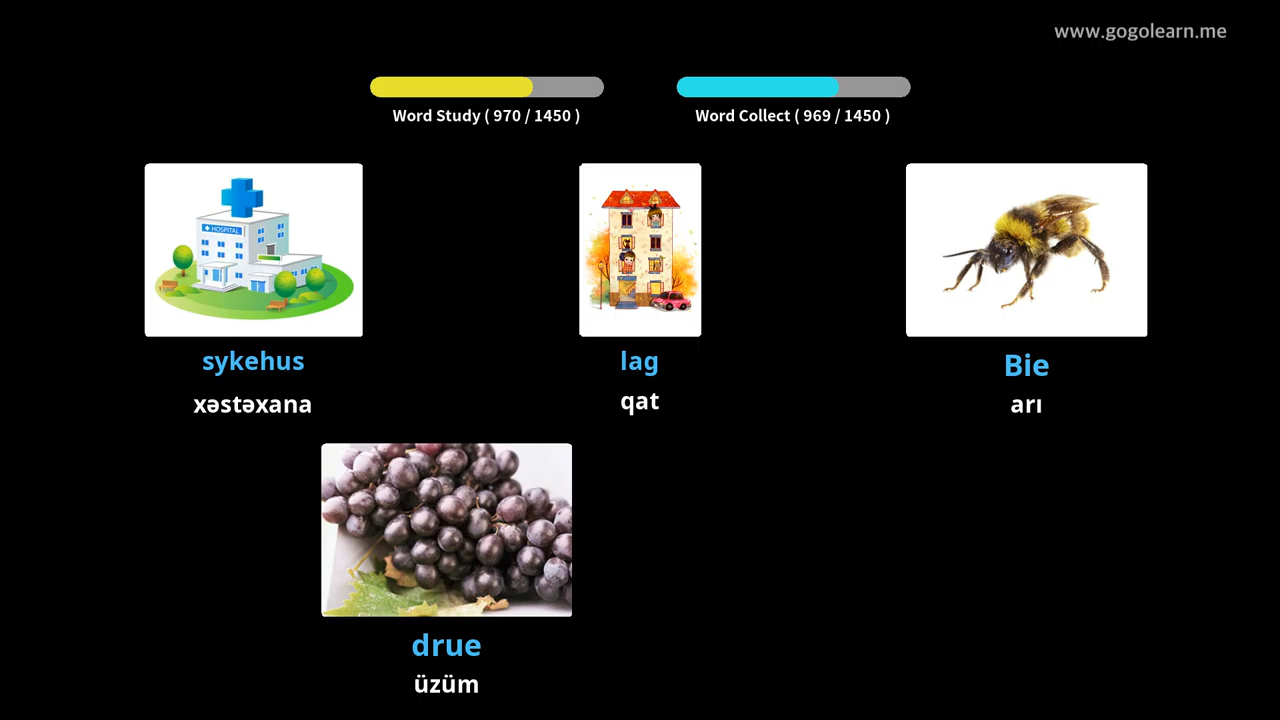 www.gogolearn.me
Word Study ( 970 / 1450 )
Word Collect ( 969 / 1450 )
HOSPITAL
sykehus
lag
Bie
xəstəxana
qat
arı
drue
üzüm